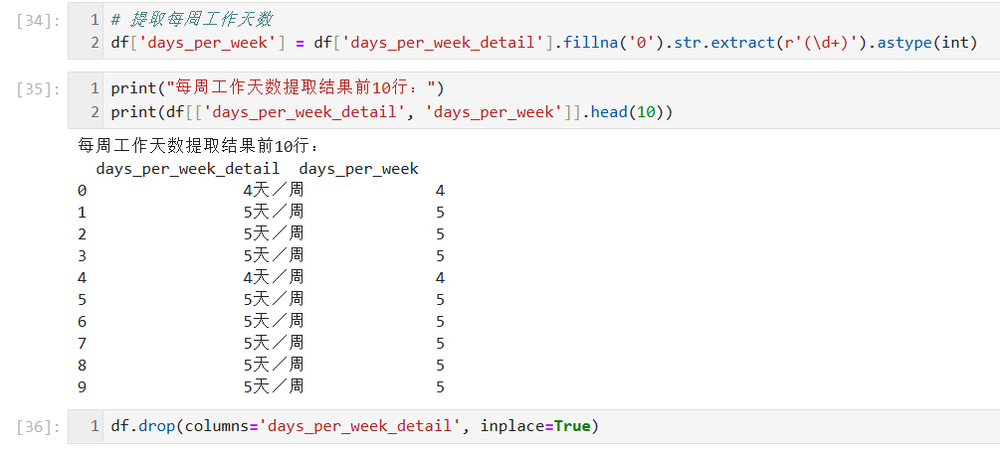 [34]:
1 # 提取每周工作天数
2 df['days_per_week'] = df['days_per_week_detail'].fillna('0').str.extract(r'(\d+)').astype(int)
[35]:
1 print("每周工作天数提取结果前10行：")
2 print(df[['days_per_week_detail', 'days_per_week']].head(10))
每周工作天数提取结果前10行：
days_per_week_detail  days_per_week
0 4天／周 4
1 5天／周 5
2 5天／周 5
3 5天／周 5
4 4天／周 4
5 5天／周 5
6 5天／周 5
7 5天／周 5
8 5天／周 5
9 5天／周 5
[36]:
1 df.drop(columns='days_per_week_detail', inplace=True)